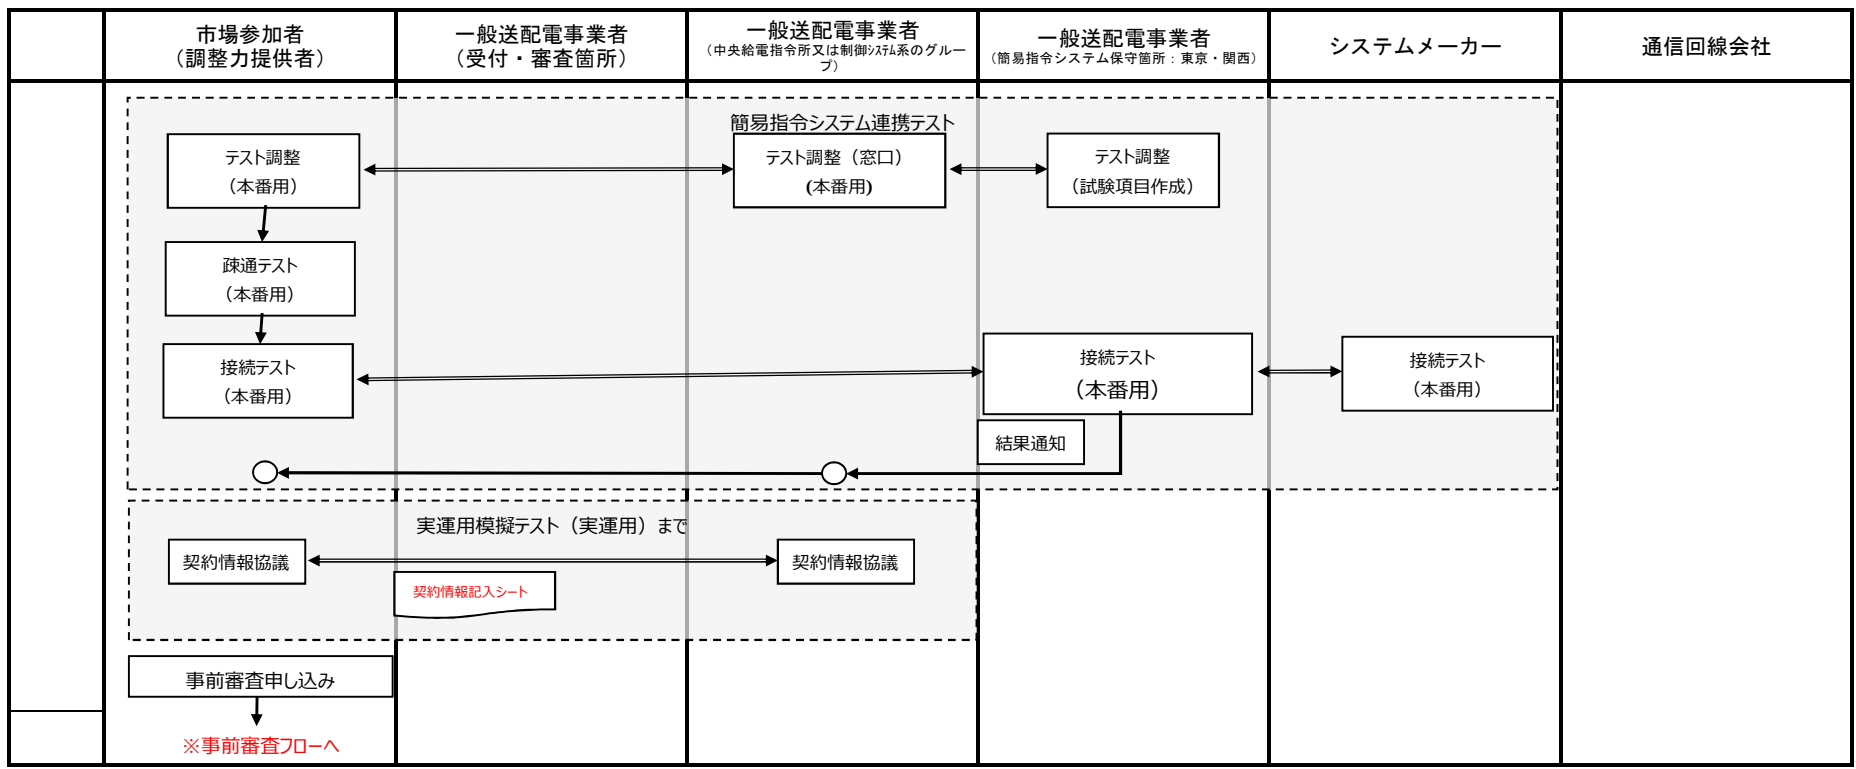 市場参加者
（調整力提供者）
一般送配電事業者
（受付・審査箇所）
一般送配電事業者
（中央給電指令所又は制御ｼｽﾃﾑ系のグルー
プ）
一般送配電事業者
（簡易指令システム保守箇所：東京・関西）
システムメーカー
通信回線会社
簡易指令システム連携テスト
テスト調整
（本番用）
テスト調整（窓口）
(本番用)
テスト調整
（試験項目作成）
疎通テスト
（本番用）
接続テスト
（本番用）
接続テスト
（本番用）
接続テスト
（本番用）
結果通知
実運用模擬テスト（実運用）まで
契約情報協議
契約情報協議
契約情報記入シート
事前審査申し込み
※事前審査フローへ